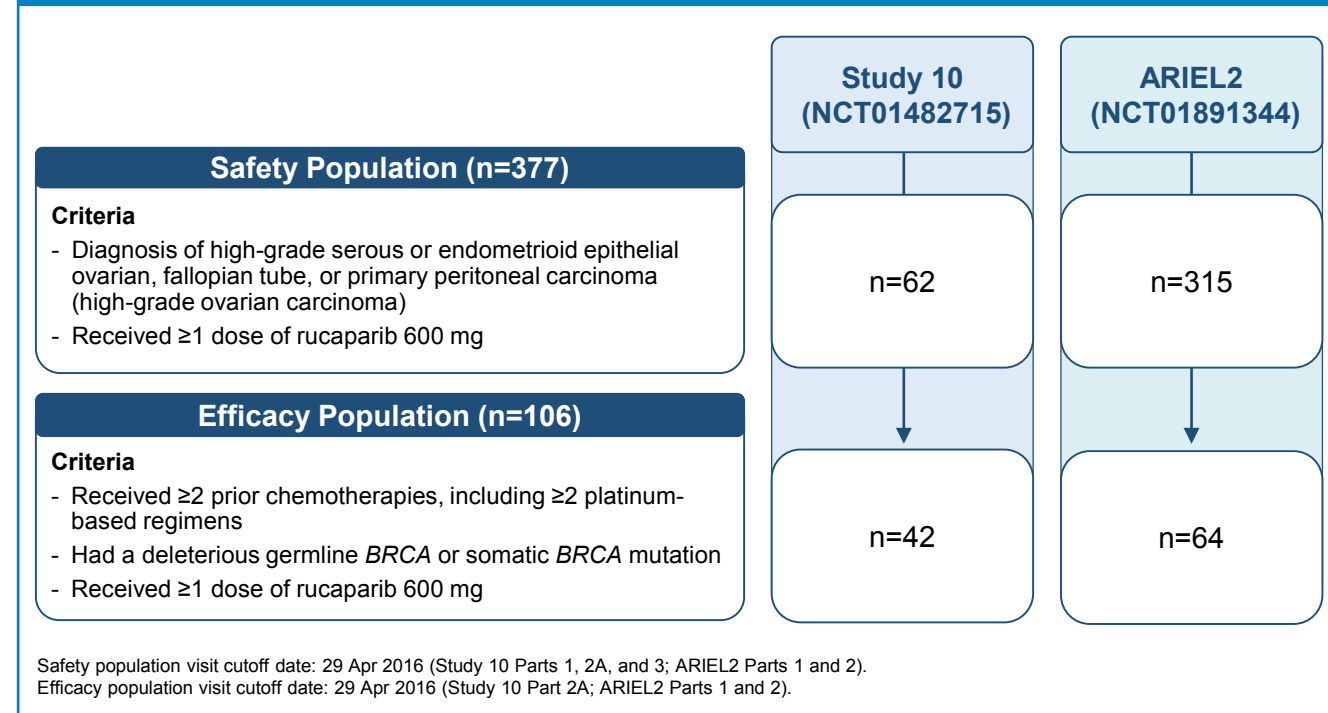 Study 10
(NCT01482715)
ARIEL2
(NCT01891344)
Safety Population (n=377)
Criteria
- Diagnosis of high-grade serous or endometrioid epithelial
ovarian, fallopian tube, or primary peritoneal carcinoma
(high-grade ovarian carcinoma)
- Received ≥1 dose of rucaparib 600 mg
n=62
n=315
Efficacy Population (n=106)
Criteria
- Received ≥2 prior chemotherapies, including ≥2 platinum-
based regimens
- Had a deleterious germline BRCA or somatic BRCA mutation
- Received ≥1 dose of rucaparib 600 mg
n=42
n=64
Safety population visit cutoff date: 29 Apr 2016 (Study 10 Parts 1, 2A, and 3; ARIEL2 Parts 1 and 2).
Efficacy population visit cutoff date: 29 Apr 2016 (Study 10 Part 2A; ARIEL2 Parts 1 and 2).